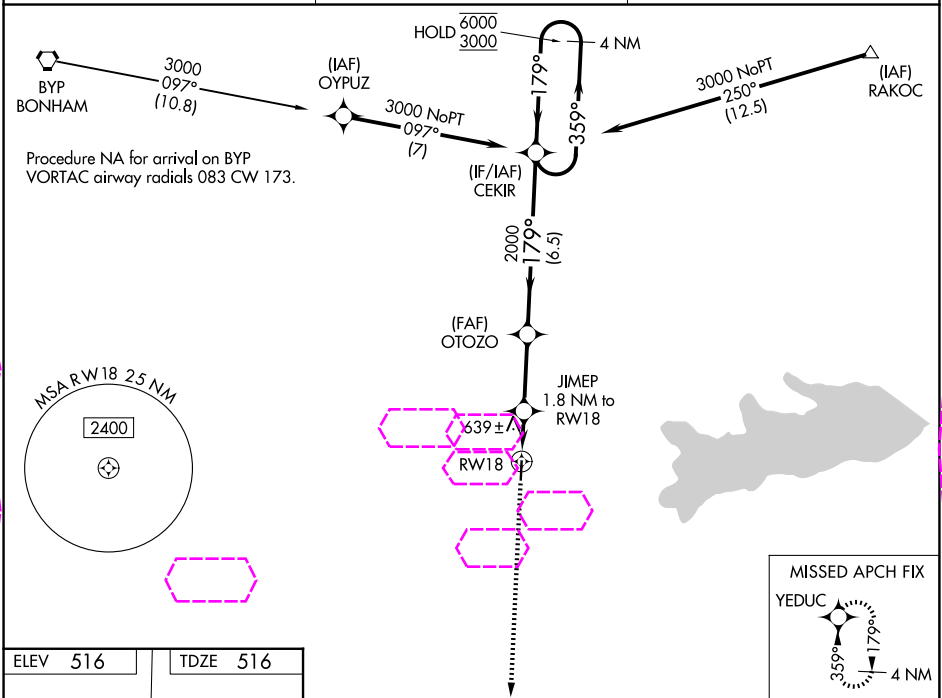 HOLD 6000
3000
4 NM
179°
359°
BYP
BONHAM
3000
097°
(10.8)
(IAF)
OYPUZ
3000 NoPT
097°
(7)
3000 NoPT
250°
(12.5)
(IAF)
RAKOC
Procedure NA for arrival on BYP
VORTAC airway radials 083 CW 173.
(IF/IAF)
CEKIR
2000
179°
(6.5)
(FAF)
OTOZO
JIMEP
1.8 NM to
RW18
639±
RW18
MSA RW18 25 NM
2400
MISSED APCH FIX
YEDUC
359°
179°
4 NM
ELEV 516
TDZE 516